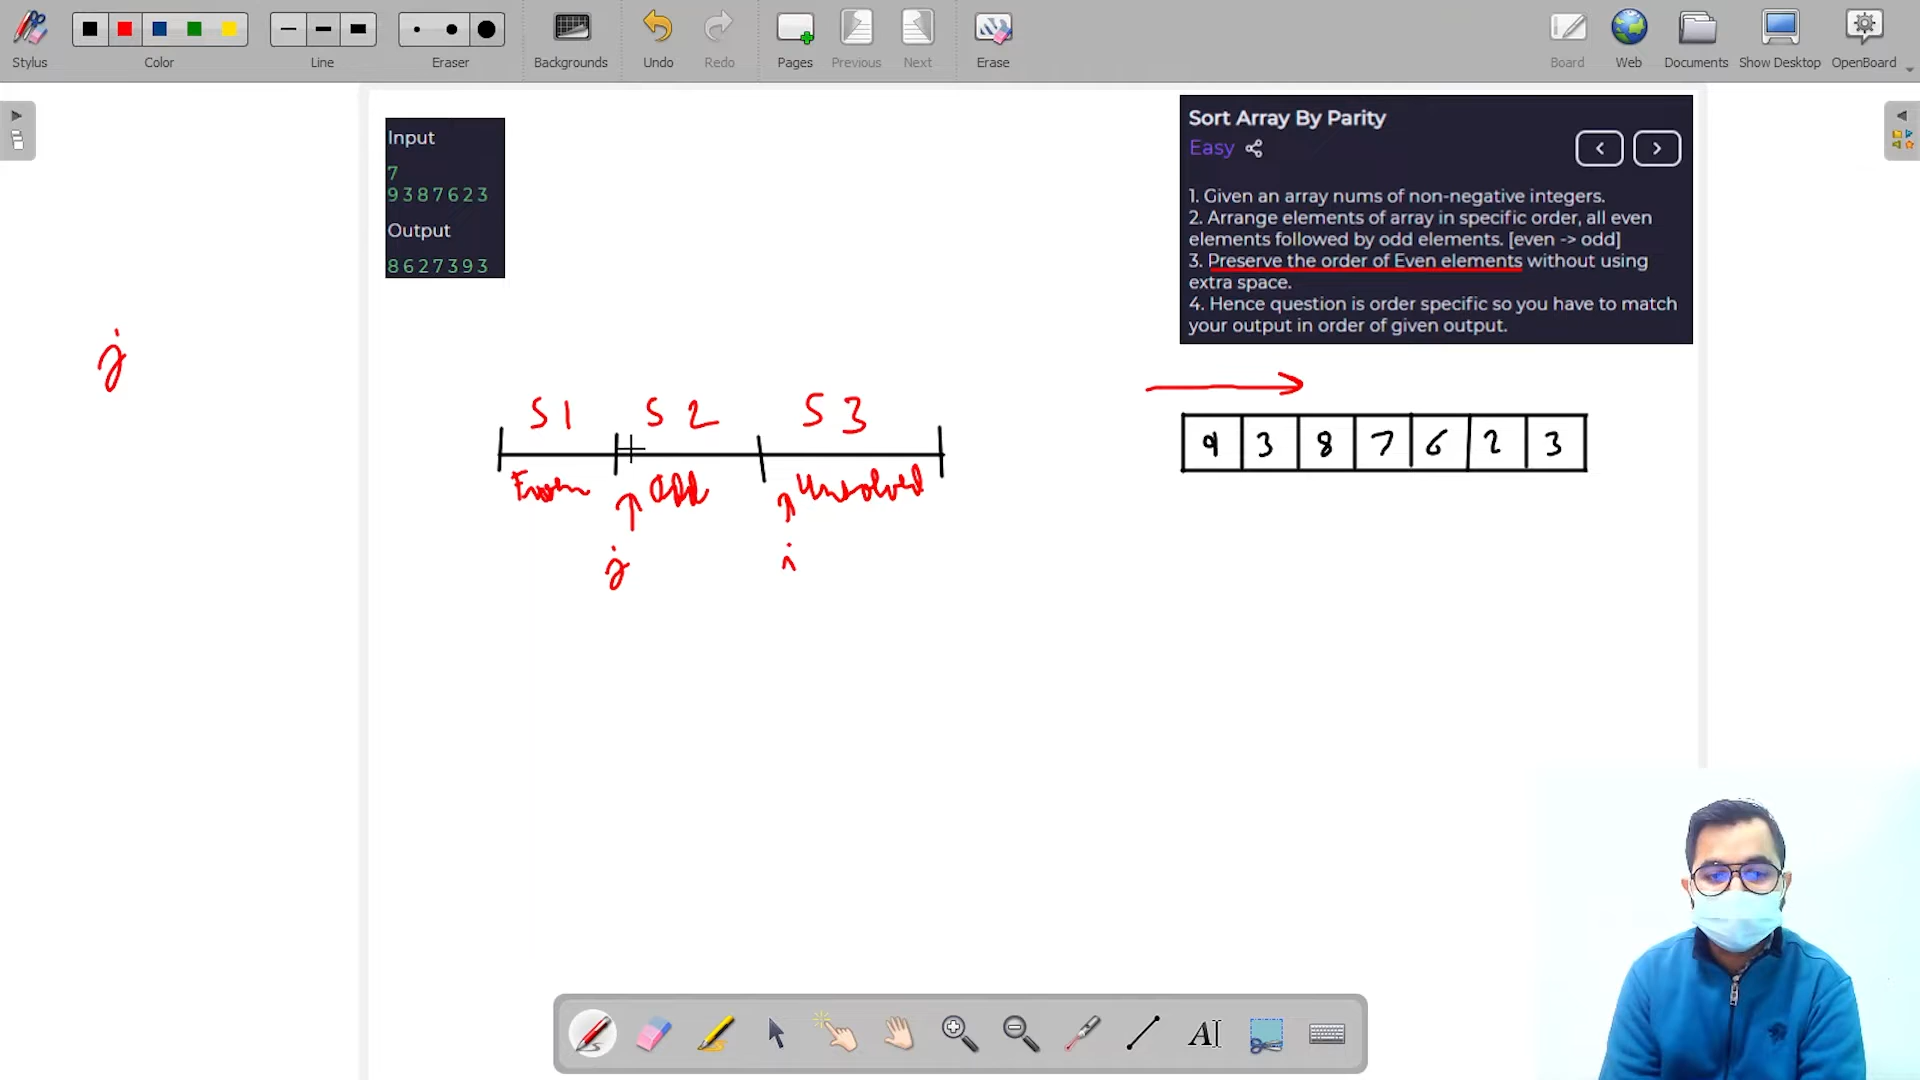 Stylus
Color
Line
Eraser
Backgrounds
Undo
Redo
Pages
Previous
Next
Erase
Board
Web
Documents
Show Desktop
OpenBoard
Input
7
9 3 8 7 6 2 3
Output
8 6 2 7 3 9 3
Sort Array By Parity
Easy
1. Given an array nums of non-negative integers.
2. Arrange elements of array in specific order, all even
elements followed by odd elements. [even -> odd]
3. Preserve the order of Even elements without using
extra space.
4. Hence question is order specific so you have to match
your output in order of given output.
j
S 1 S 2 S 3
Even odd Unsolved
j i
9 3 8 7 6 2 3